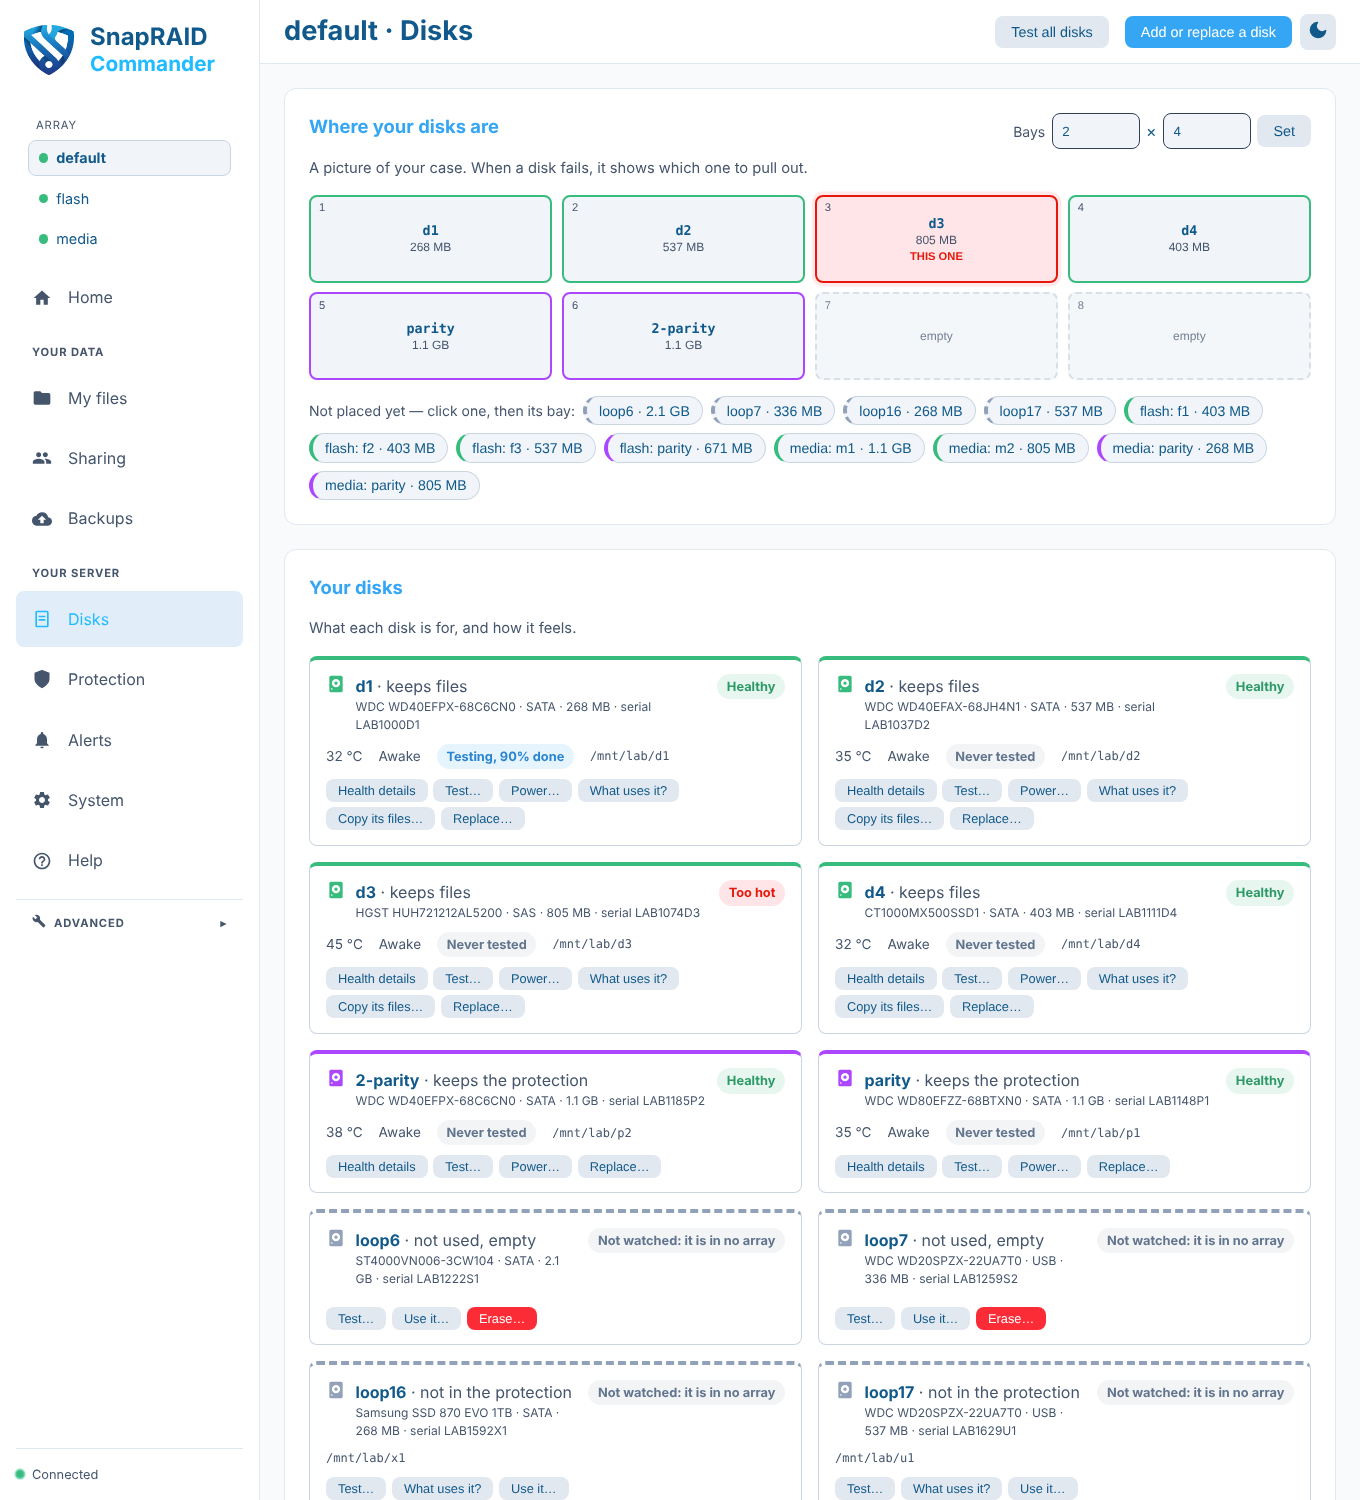 SnapRAID
Commander
ARRAY
default
flash
media
Home
YOUR DATA
My files
Sharing
Backups
YOUR SERVER
Disks
Protection
Alerts
System
Help
ADVANCED
Connected
default · Disks
Test all disks
Add or replace a disk
Where your disks are
Bays 2 × 4 Set
A picture of your case. When a disk fails, it shows which one to pull out.
1
d1
268 MB
2
d2
537 MB
3
d3
805 MB
THIS ONE
4
d4
403 MB
5
parity
1.1 GB
6
2-parity
1.1 GB
7
empty
8
empty
Not placed yet — click one, then its bay: loop6 · 2.1 GB loop7 · 336 MB loop16 · 268 MB loop17 · 537 MB flash: f1 · 403 MB
flash: f2 · 403 MB flash: f3 · 537 MB flash: parity · 671 MB media: m1 · 1.1 GB media: m2 · 805 MB media: parity · 268 MB
media: parity · 805 MB
Your disks
What each disk is for, and how it feels.
d1 · keeps files Healthy
WDC WD40EFPX-68C6CN0 · SATA · 268 MB · serial
LAB1000D1
32 °C Awake Testing, 90% done /mnt/lab/d1
Health details Test… Power… What uses it?
Copy its files… Replace…
d2 · keeps files Healthy
WDC WD40EFAX-68JH4N1 · SATA · 537 MB · serial
LAB1037D2
35 °C Awake Never tested /mnt/lab/d2
Health details Test… Power… What uses it?
Copy its files… Replace…
d3 · keeps files Too hot
HGST HUH721212AL5200 · SAS · 805 MB · serial LAB1074D3
45 °C Awake Never tested /mnt/lab/d3
Health details Test… Power… What uses it?
Copy its files… Replace…
d4 · keeps files Healthy
CT1000MX500SSD1 · SATA · 403 MB · serial LAB1111D4
32 °C Awake Never tested /mnt/lab/d4
Health details Test… Power… What uses it?
Copy its files… Replace…
2-parity · keeps the protection Healthy
WDC WD40EFPX-68C6CN0 · SATA · 1.1 GB · serial LAB1185P2
38 °C Awake Never tested /mnt/lab/p2
Health details Test… Power… Replace…
parity · keeps the protection Healthy
WDC WD80EFZZ-68BTXN0 · SATA · 1.1 GB · serial LAB1148P1
35 °C Awake Never tested /mnt/lab/p1
Health details Test… Power… Replace…
loop6 · not used, empty Not watched: it is in no array
ST4000VN006-3CW104 · SATA · 2.1
GB · serial LAB1222S1
Test… Use it… Erase…
loop7 · not used, empty Not watched: it is in no array
WDC WD20SPZX-22UA7T0 · USB ·
336 MB · serial LAB1259S2
Test… Use it… Erase…
loop16 · not in the protection Not watched: it is in no array
Samsung SSD 870 EVO 1TB · SATA ·
268 MB · serial LAB1592X1
/mnt/lab/x1
Test… What uses it? Use it…
loop17 · not in the protection Not watched: it is in no array
WDC WD20SPZX-22UA7T0 · USB ·
537 MB · serial LAB1629U1
/mnt/lab/u1
Test… What uses it? Use it…